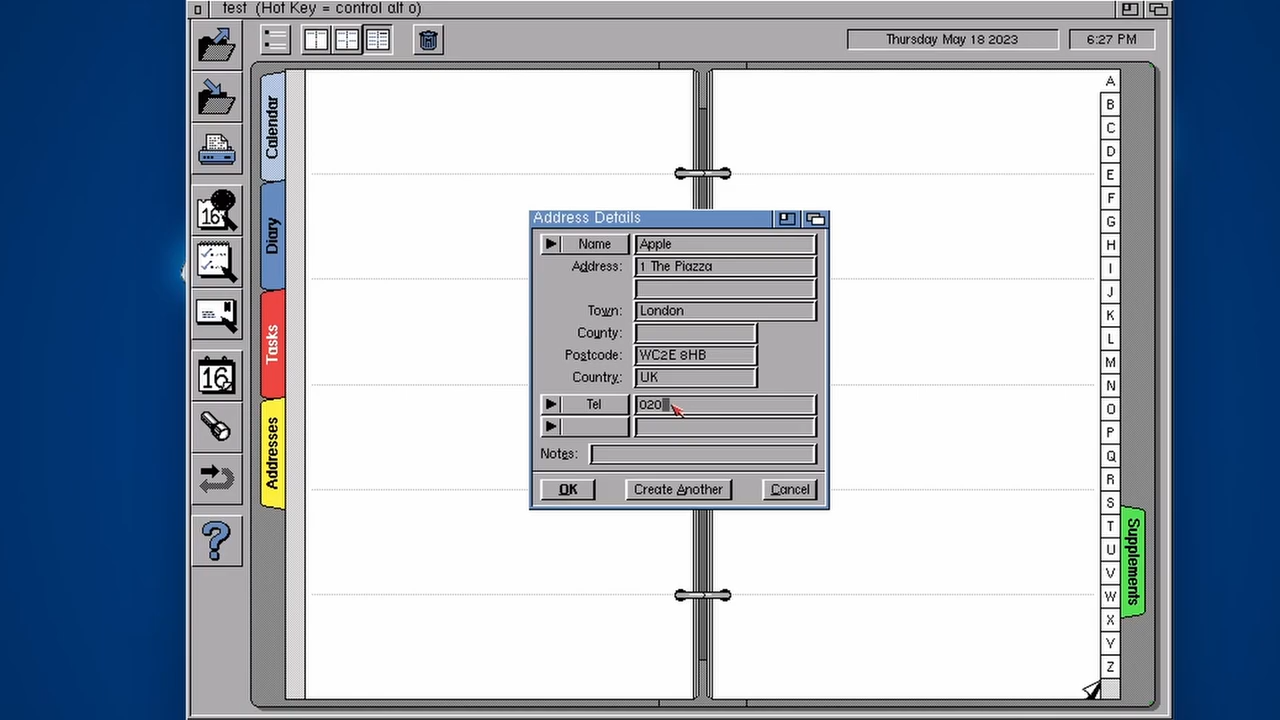 test (Hot Key = control alt o)
Thursday May 18 2023
6:27 PM
16
16
Calendar
Diary
Tasks
Addresses
Address Details
Name
Apple
Address:
1 The Piazza
Town:
London
County:
Postcode:
WC2E 8HB
Country:
UK
Tel
020
Notes:
OK
Create Another
Cancel
A
B
C
D
E
F
G
H
I
J
K
L
M
N
O
P
Q
R
S
T
U
V
W
X
Y
Z
Supplements
?